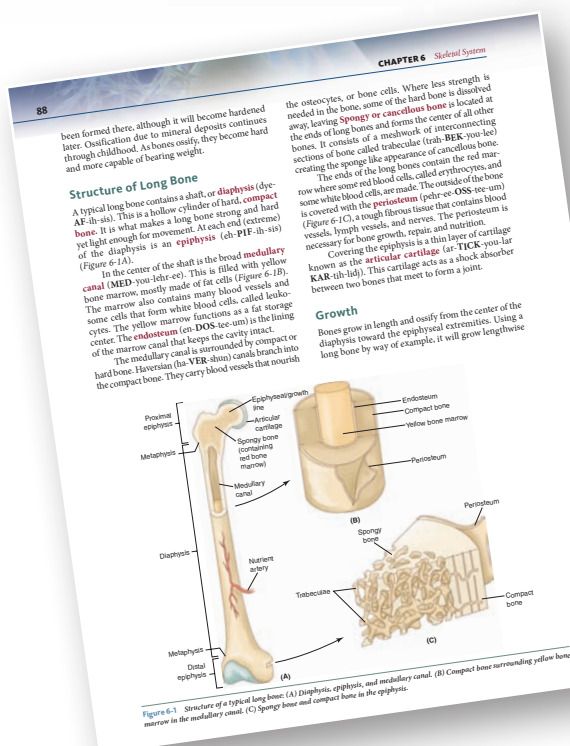 88
CHAPTER 6 Skeletal System
been formed there, although it will become hardened
later. Ossification due to mineral deposits continues
through childhood. As bones ossify, they become hard
and more capable of bearing weight.
Structure of Long Bone
A typical long bone contains a shaft, or diaphysis (dye-
AF-ih-sis). This is a hollow cylinder of hard, compact
bone. It is what makes a long bone strong and hard
yet light enough for movement. At each end (extreme)
of the diaphysis is an epiphysis (eh-PIF-ih-sis)
(Figure 6-1A).
In the center of the shaft is the broad medullary
canal (MED-you-lehr-ee). This is filled with yellow
bone marrow, mostly made of fat cells (Figure 6-1B).
The marrow also contains many blood vessels and
some cells that form white blood cells, called leuko-
cytes. The yellow marrow functions as a fat storage
center. The endosteum (en-DOS-tee-um) is the lining
of the marrow canal that keeps the cavity intact.
The medullary canal is surrounded by compact or
hard bone. Haversian (ha-VER-shun) canals branch into
the compact bone. They carry blood vessels that nourish
the osteocytes, or bone cells. Where less strength is
needed in the bone, some of the hard bone is dissolved
away, leaving Spongy or cancellous bone is located at
the ends of long bones and forms the center of all other
bones. It consists of a meshwork of interconnecting
sections of bone called trabeculae (trah-BEK-you-lee)
creating the sponge like appearance of cancellous bone.
The ends of the long bones contain the red mar-
row where some red blood cells, called erythrocytes, and
some white blood cells, are made. The outside of the bone
is covered with the periosteum (pehr-ee-OSS-tee-um)
(Figure 6-1C), a tough fibrous tissue that contains blood
vessels, lymph vessels, and nerves. The periosteum is
necessary for bone growth, repair, and nutrition.
Covering the epiphysis is a thin layer of cartilage
known as the articular cartilage (ar-TICK-you-lar
KAR-tih-lidj). This cartilage acts as a shock absorber
between two bones that meet to form a joint.
Growth
Bones grow in length and ossify from the center of the
diaphysis toward the epiphyseal extremities. Using a
long bone by way of example, it will grow lengthwise
Proximal
epiphysis
Metaphysis
Diaphysis
Metaphysis
Distal
epiphysis
Epiphyseal/growth
line
Articular
cartilage
Spongy bone
(containing
red bone
marrow)
Medullary
canal
Nutrient
artery
(A)
Endosteum
Compact bone
Yellow bone marrow
Periosteum
(B)
Periosteum
Spongy
bone
Trabeculae
Compact
bone
(C)
Figure 6-1 Structure of a typical long bone: (A) Diaphysis, epiphysis, and medullary canal. (B) Compact bone surrounding yellow bone
marrow in the medullary canal. (C) Spongy bone and compact bone in the epiphysis.